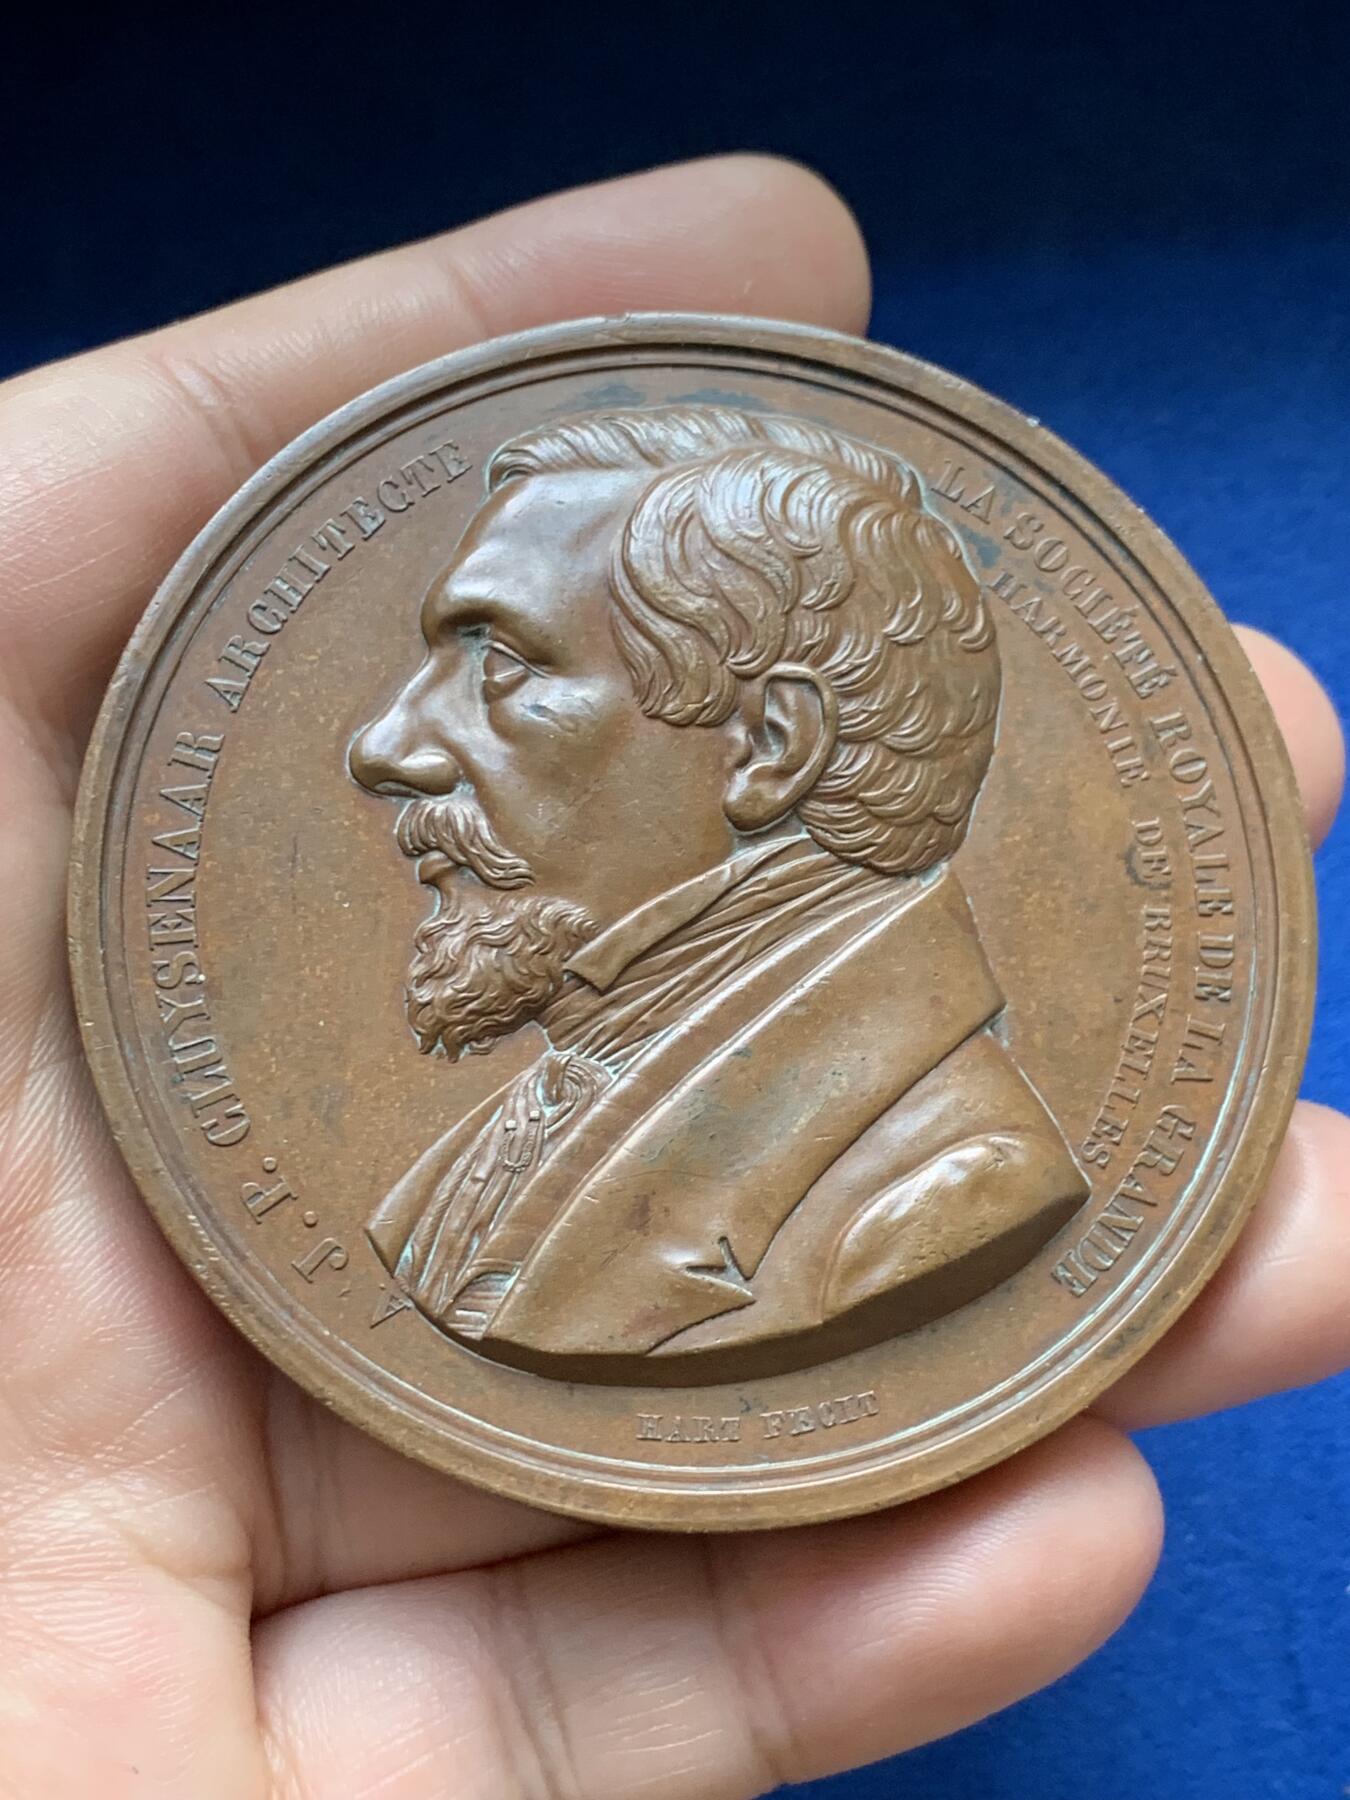 A J. P. CLUYSENAAR ARCHITECTE
LA SOCIÉTÉ ROYALE DE LA GRANDE
HARMONIE DE BRUXELLES
HART FECIT